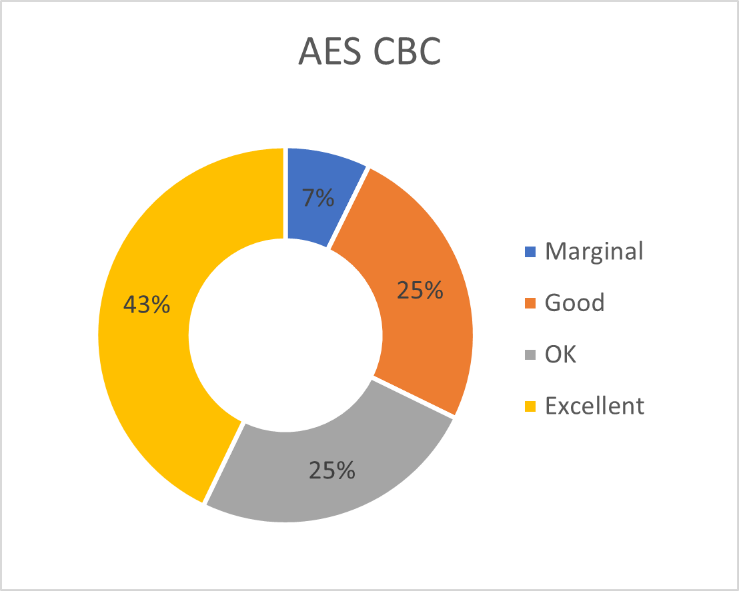 AES CBC
7%
25%
43%
25%
Marginal
Good
OK
Excellent